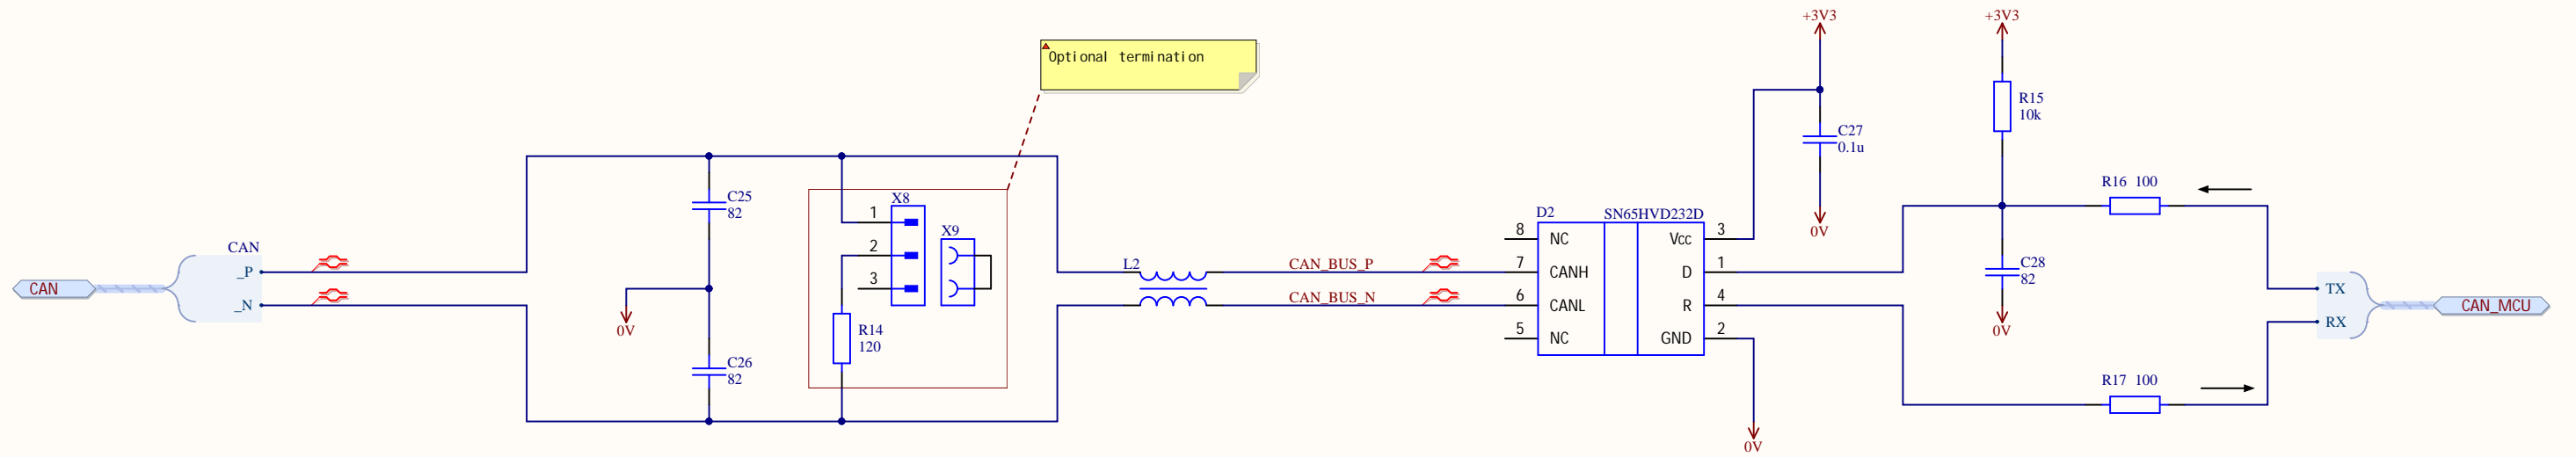 +3V3
+3V3
Optional termination
R15
10k
C27
0.1u
R16 100
C25
82
X8
1
2
3
X9
D2
SN65HVD232D
8
NC
Vcc
3
7
CANH
D
1
6
CANL
R
4
5
NC
GND
2
0V
CAN
_P
_N
CAN
L2
CAN_BUS_P
CAN_BUS_N
C28
82
0V
TX
RX
CAN_MCU
0V
R14
120
C26
82
R17 100
0V